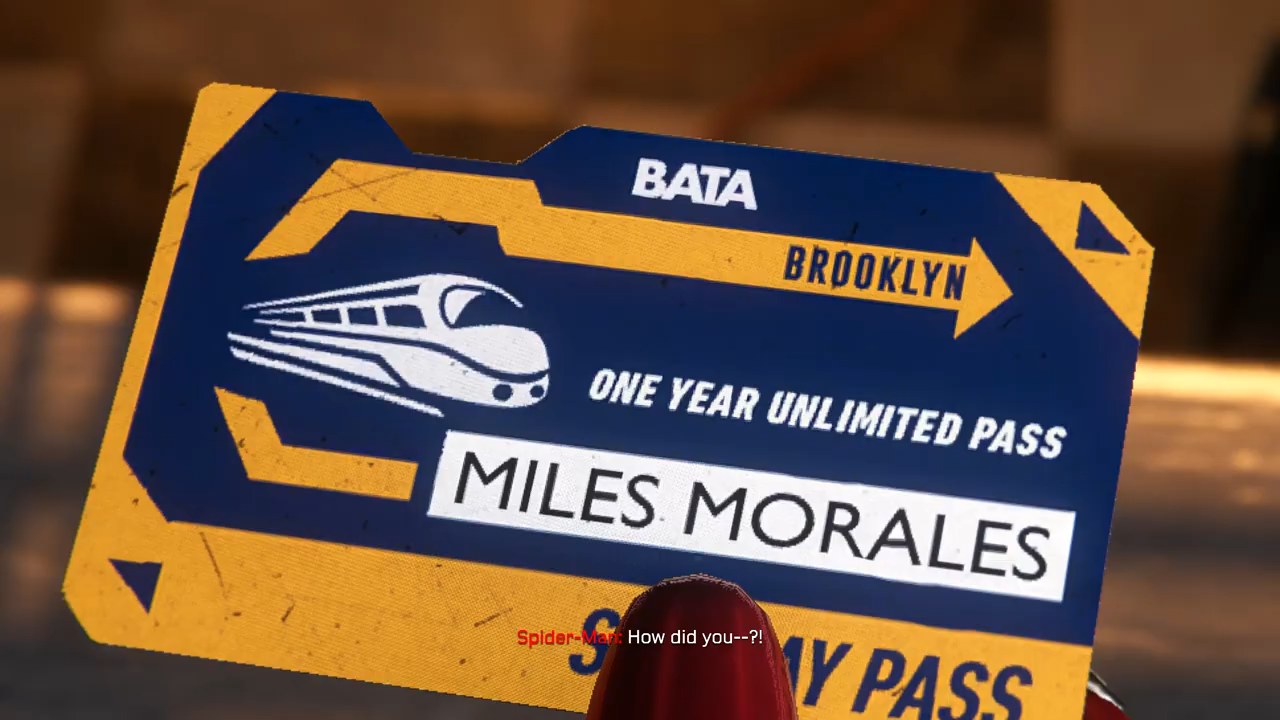 BATA
BROOKLYN
ONE YEAR UNLIMITED PASS
MILES MORALES
PASS
Spider-Man: How did you--?!